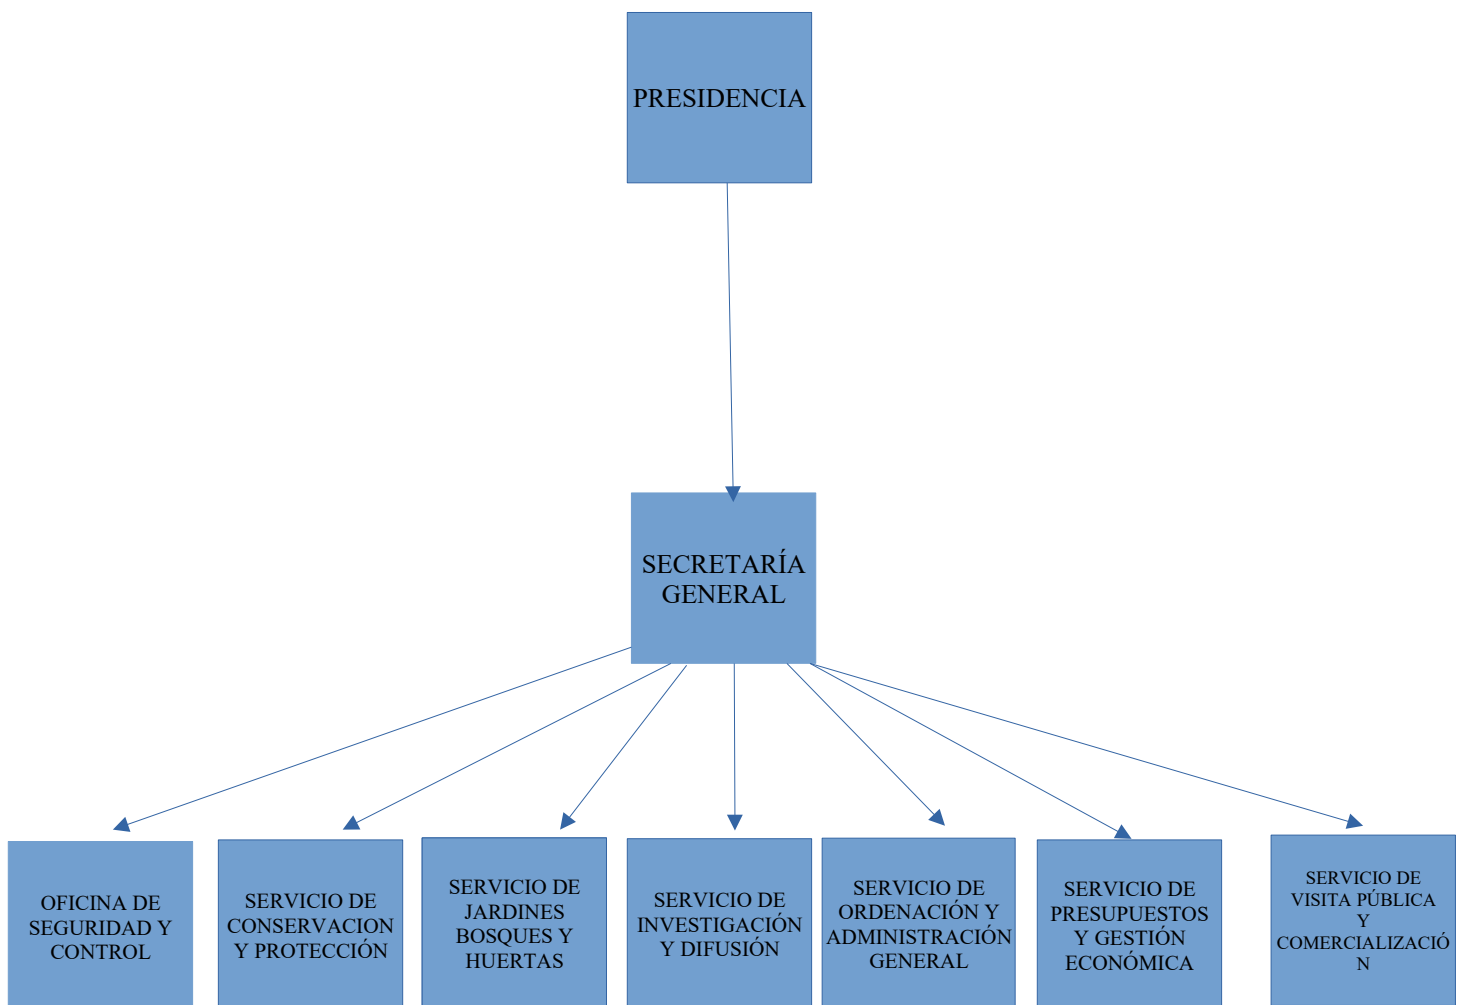 PRESIDENCIA
SECRETARÍA
GENERAL
OFICINA DE
SEGURIDAD Y
CONTROL
SERVICIO DE
CONSERVACION
Y PROTECCIÓN
SERVICIO DE
JARDINES
BOSQUES Y
HUERTAS
SERVICIO DE
INVESTIGACIÓN
Y DIFUSIÓN
SERVICIO DE
ORDENACIÓN Y
ADMINISTRACIÓN
GENERAL
SERVICIO DE
PRESUPUESTOS
Y GESTIÓN
ECONÓMICA
SERVICIO DE
VISITA PÚBLICA
Y
COMERCIALIZACIÓ
N